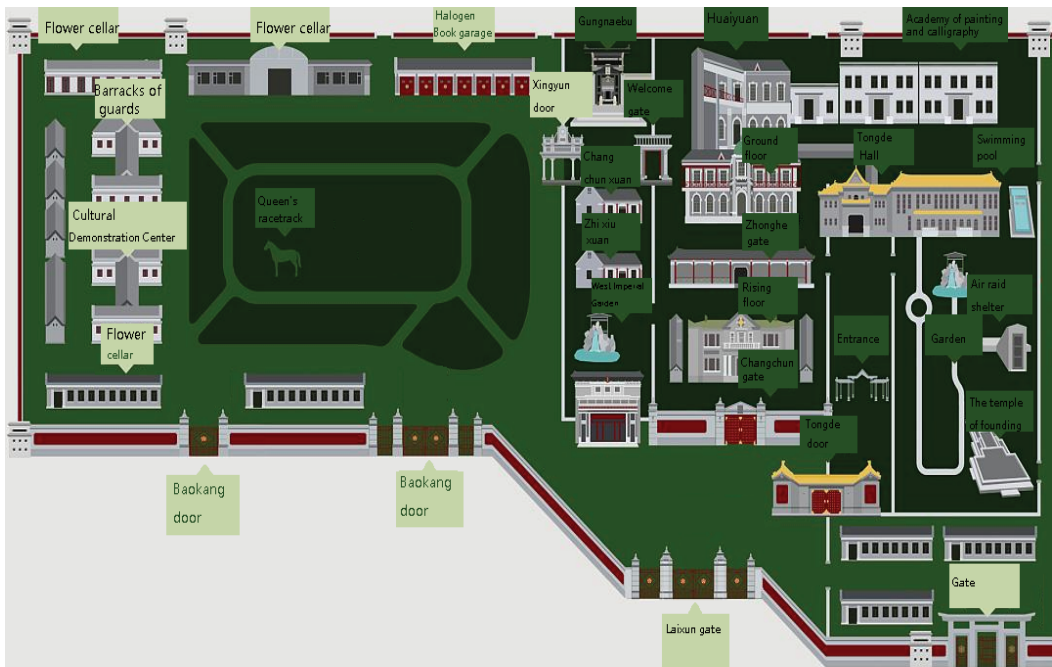 Flower cellar
Flower cellar
Halogen
Book garage
Gungnaebu
Huaiyuan
Academy of painting
and calligraphy
Barracks of
guards
Xingyun
door
Welcome
gate
Chang
chun xuan
Ground
floor
Tongde
Hall
Swimming
pool
Queen's
racetrack
Cultural
Demonstration Center
Zhi xiu
xuan
Zhonghe
gate
West Imperial
Garden
Rising
floor
Air raid
shelter
Flower
cellar
Changchun
gate
Entrance
Garden
The temple
of founding
Tongde
door
Baokang
door
Baokang
door
Laixun gate
Gate